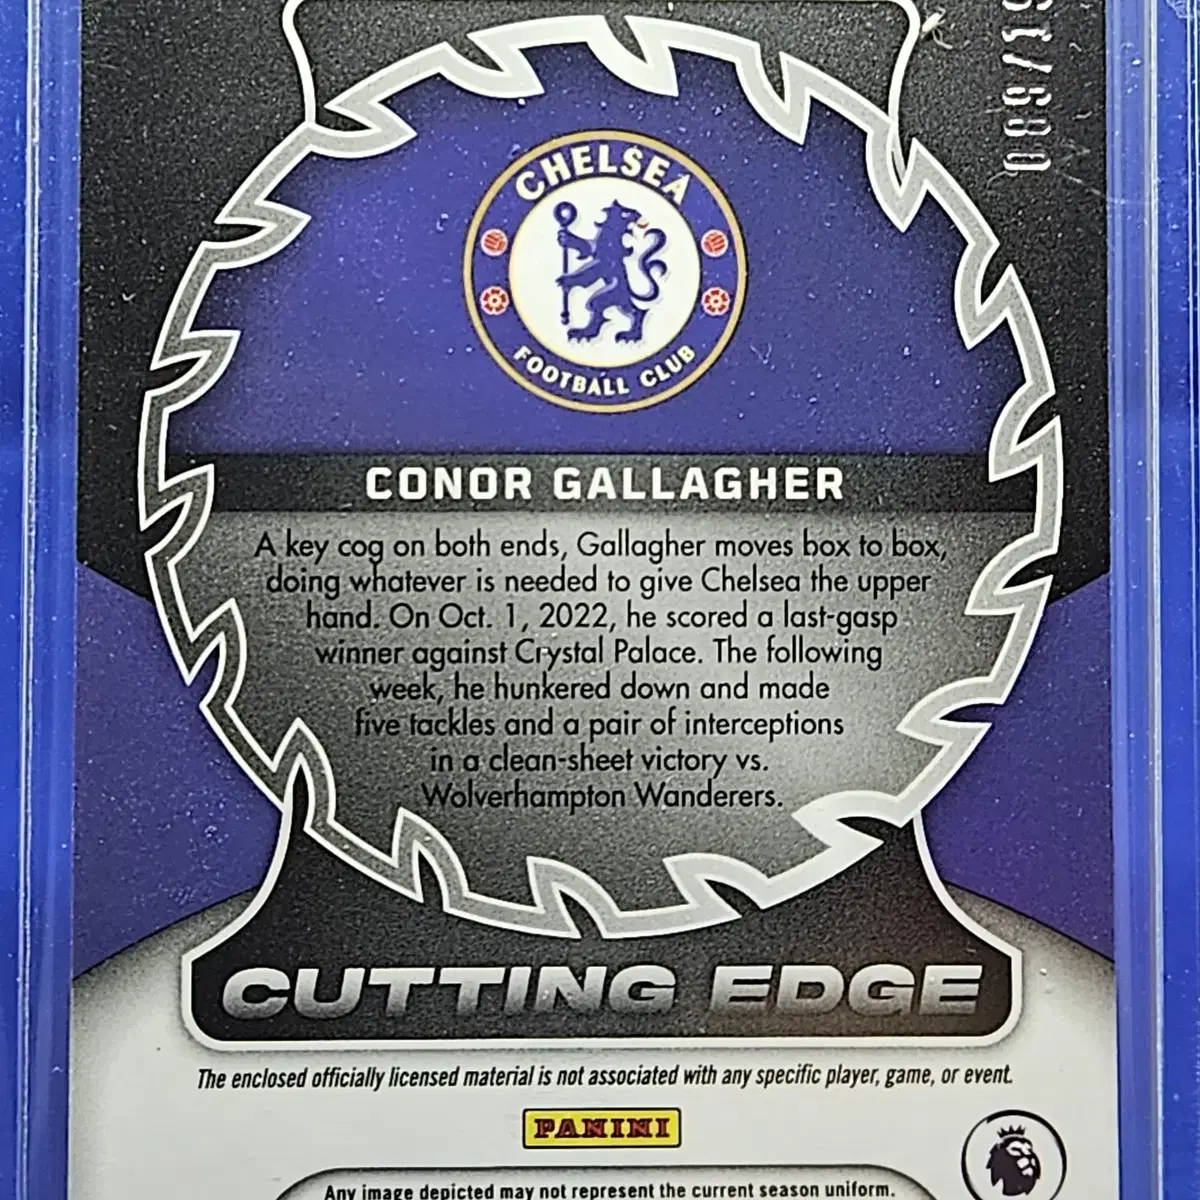 CHELSEA
FOOTBALL CLUB
CONOR GALLAGHER
A key cog on both ends, Gallagher moves box to box,
doing whatever is needed to give Chelsea the upper
hand. On Oct. 1, 2022, he scored a last-gasp
winner against Crystal Palace. The following
week, he hunkered down and made
five tackles and a pair of interceptions
in a clean-sheet victory vs.
Wolverhampton Wanderers.
CUTTING EDGE
The enclosed officially licensed material is not associated with any specific player, game, or event.
PANINI
Any image depicted may not represent the current season uniform.